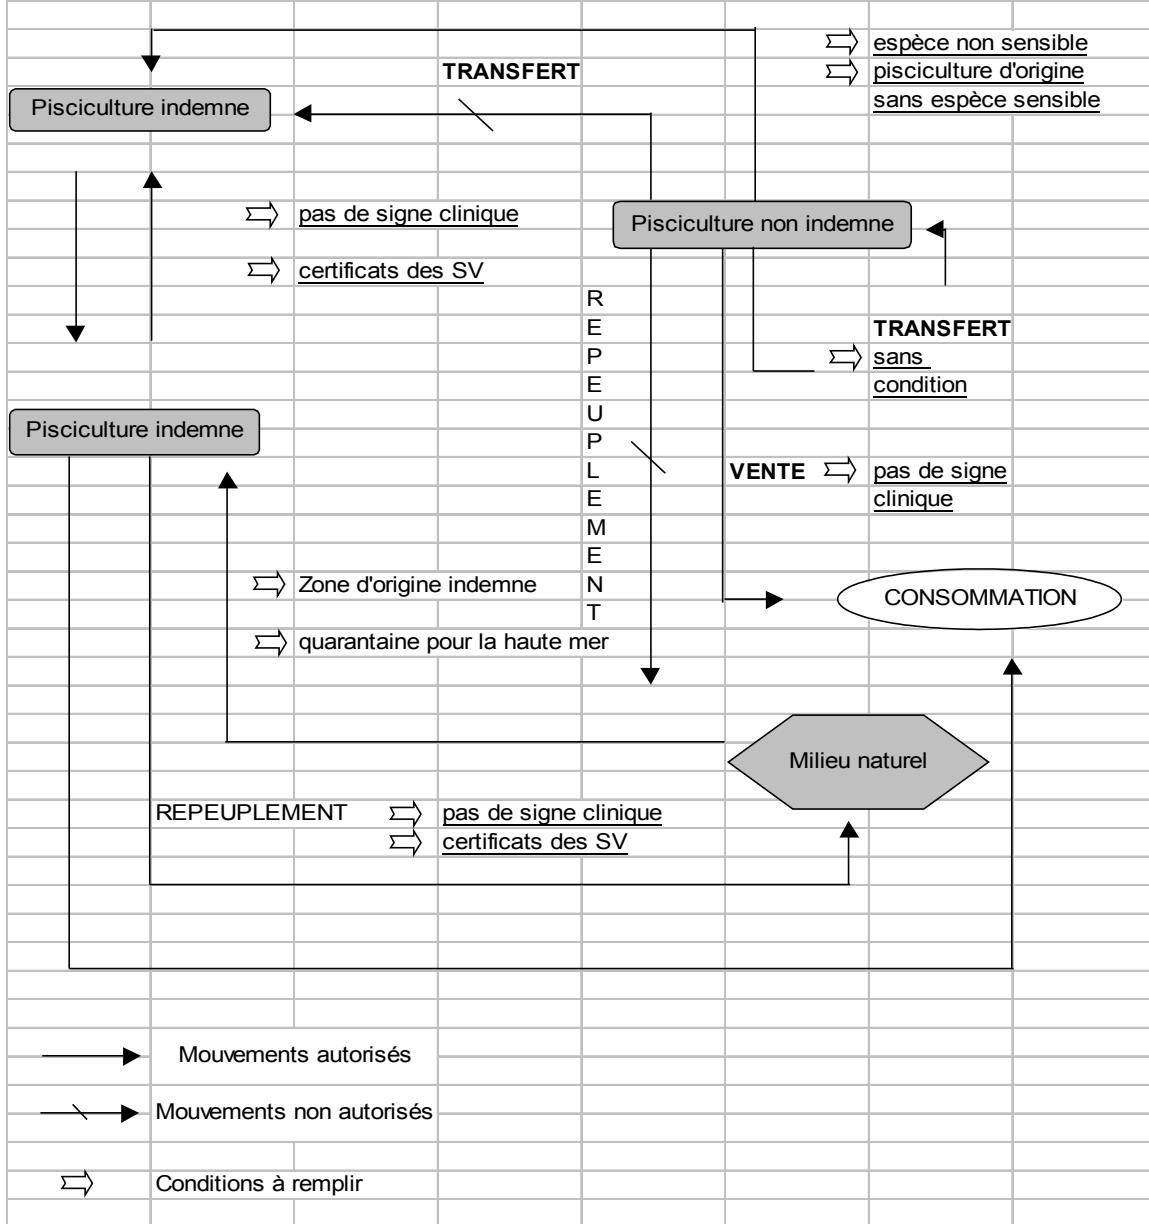 espèce non sensible
TRANSFERT
pisciculture d'origine
sans espèce sensible
Pisciculture indemne
pas de signe clinique
Pisciculture non indemne
certificats des SV
R
E
P
E
U
P
L
E
M
E
N
T
TRANSFERT
sans
condition
Pisciculture indemne
VENTE
pas de signe
clinique
Zone d'origine indemne
CONSOMMATION
quarantaine pour la haute mer
Milieu naturel
REPEUPLEMENT
pas de signe clinique
certificats des SV
Mouvements autorisés
Mouvements non autorisés
Conditions à remplir